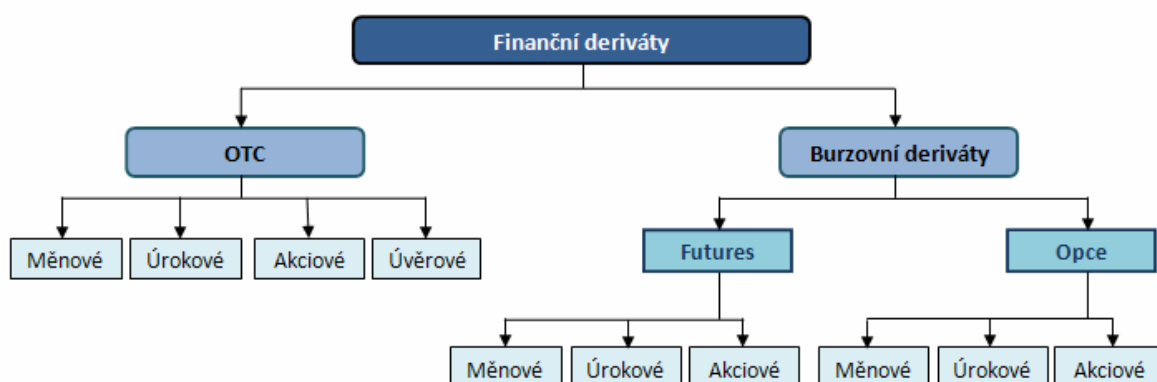 Finanční deriváty
OTC
Burzovní deriváty
Měnové
Úrokové
Akciové
Úvěrové
Futures
Opce
Měnové
Úrokové
Akciové
Měnové
Úrokové
Akciové